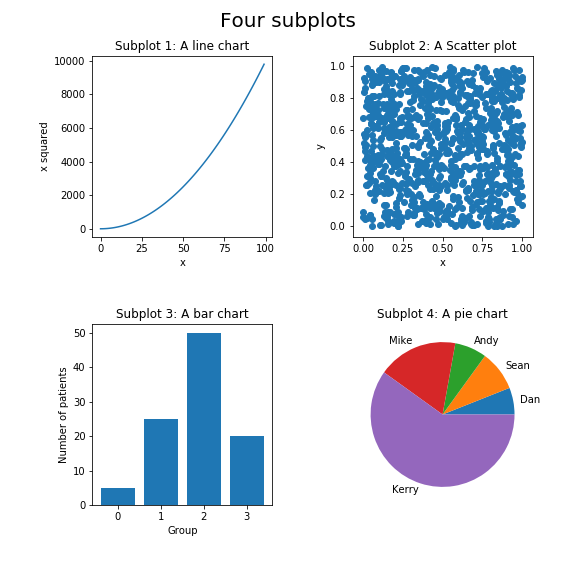 Four subplots
Subplot 1: A line chart
10000
8000
6000
4000
2000
0
x squared
0 25 50 75 100
x
Subplot 2: A Scatter plot
1.0
0.8
0.6
0.4
0.2
0.0
y
0.00 0.25 0.50 0.75 1.00
x
Subplot 3: A bar chart
50
40
30
20
10
0
Number of patients
0 1 2 3
Group
Subplot 4: A pie chart
Mike
Andy
Sean
Dan
Kerry